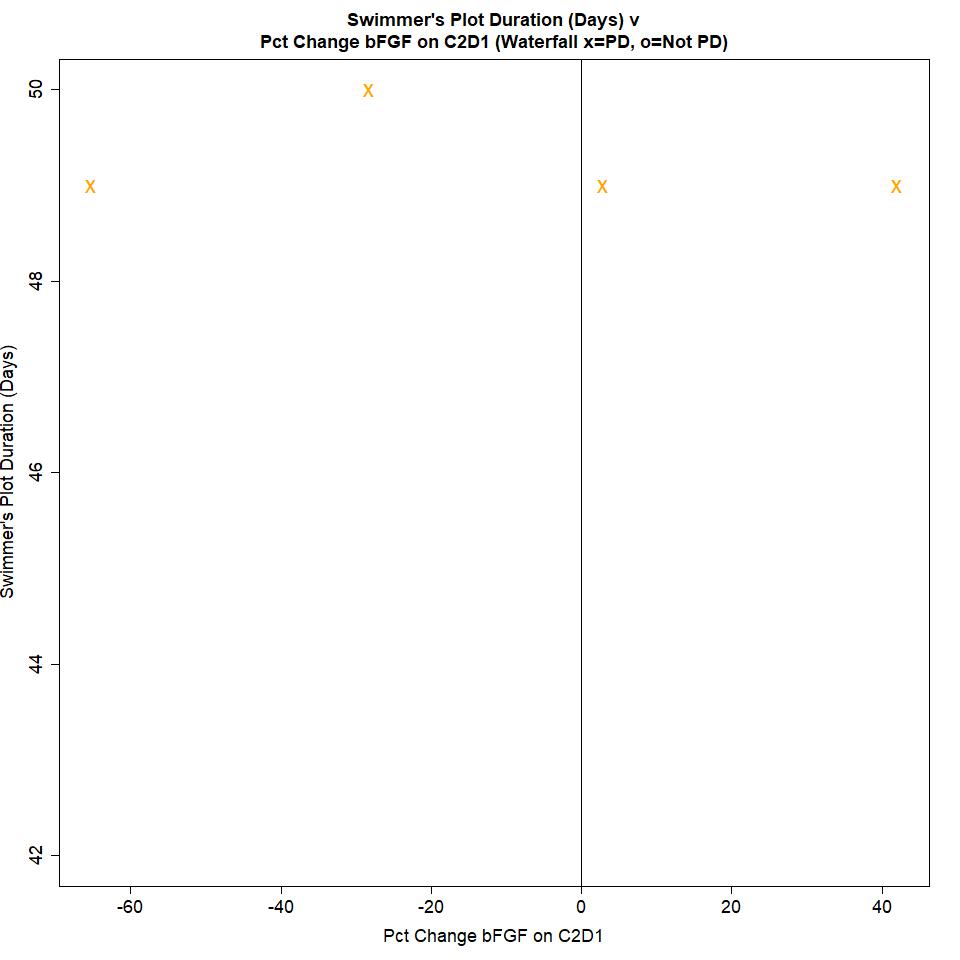 Swimmer's Plot Duration (Days) v
Pct Change bFGF on C2D1 (Waterfall x=PD, o=Not PD)
Swimmer's Plot Duration (Days)
50
48
46
44
42
X
X
X
X
-60
-40
-20
0
20
40
Pct Change bFGF on C2D1